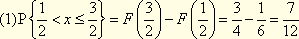 (1)P{1/2 < x ≤ 3/2} = F(3/2) − F(1/2) = 3/4 − 1/6 = 7/12